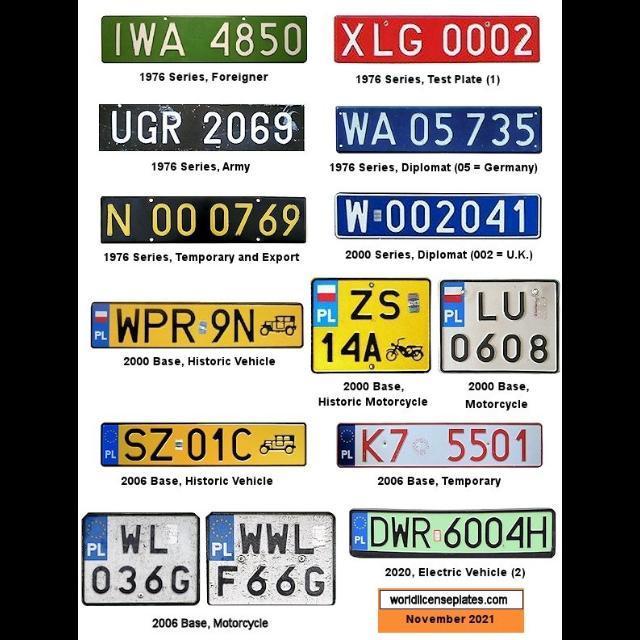 IWA 4850
1976 Series, Foreigner
XLG 0002
1976 Series, Test Plate (1)
UGR 2069
1976 Series, Army
WA 05 735
1976 Series, Diplomat (05 = Germany)
N 00 0769
1976 Series, Temporary and Export
W 002041
2000 Series, Diplomat (002 = U.K.)
PL WPR 9N
2000 Base, Historic Vehicle
PL ZS
14A
2000 Base,
Historic Motorcycle
PL LU
0608
2000 Base,
Motorcycle
PL SZ 01C
2006 Base, Historic Vehicle
PL K7 5501
2006 Base, Temporary
PL WL
036G
PL WWL
F66G
2006 Base, Motorcycle
PL DWR 6004H
2020, Electric Vehicle (2)
worldlicenseplates.com
November 2021